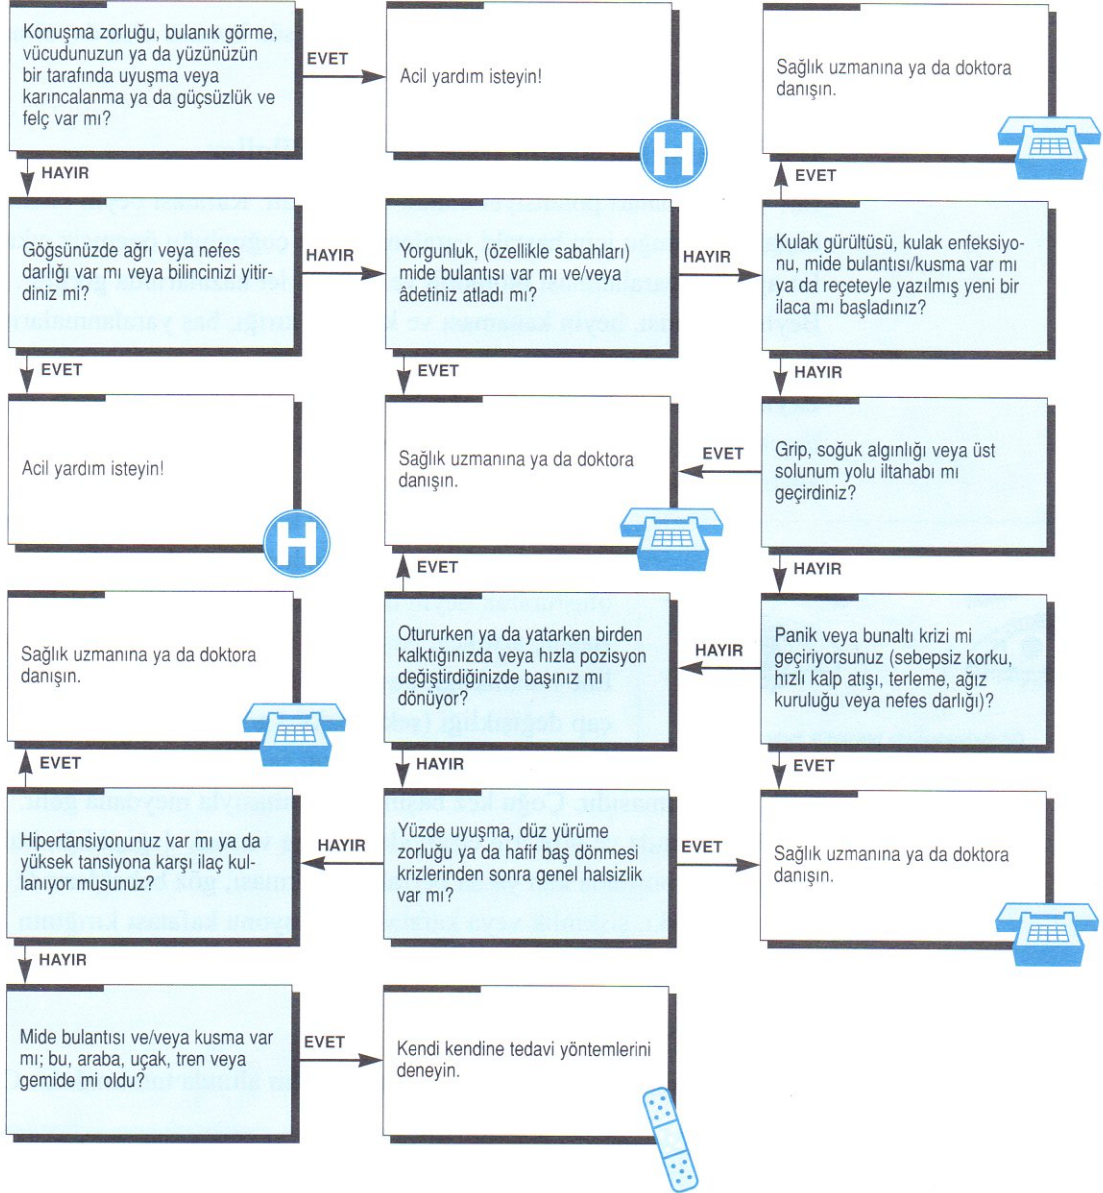 Konuşma zorluğu, bulanık görme,
vücudunuzun ya da yüzünüzün
bir tarafında uyuşma veya
karıncalanma ya da güçsüzlük ve
felç var mı?
EVET
Acil yardım isteyin!
H
Sağlık uzmanına ya da doktora
danışın.
HAYIR
EVET
Göğsünüzde ağrı veya nefes
darlığı var mı veya bilincinizi yitir-
diniz mi?
HAYIR
Yorgunluk, (özellikle sabahları)
mide bulantısı var mı ve/veya
âdetiniz atladı mı?
HAYIR
Kulak gürültüsü, kulak enfeksiyo-
nu, mide bulantısı/kusma var mı
ya da reçeteyle yazılmış yeni bir
ilaca mı başladınız?
EVET
EVET
HAYIR
Acil yardım isteyin!
H
Sağlık uzmanına ya da doktora
danışın.
EVET
Grip, soğuk algınlığı veya üst
solunum yolu iltahabı mı
geçirdiniz?
EVET
HAYIR
Sağlık uzmanına ya da doktora
danışın.
Otururken ya da yatarken birden
kalktığınızda veya hızla pozisyon
değiştirdiğinizde başınız mı
dönüyor?
HAYIR
Panik veya bunaltı krizi mi
geçiriyorsunuz (sebepsiz korku,
hızlı kalp atışı, terleme, ağız
kuruluğu veya nefes darlığı)?
EVET
HAYIR
EVET
Hipertansiyonunuz var mı ya da
yüksek tansiyona karşı ilaç kul-
lanıyor musunuz?
HAYIR
Yüzde uyuşma, düz yürüme
zorluğu ya da hafif baş dönmesi
krizlerinden sonra genel halsizlik
var mı?
EVET
Sağlık uzmanına ya da doktora
danışın.
HAYIR
Mide bulantısı ve/veya kusma var
mı; bu, araba, uçak, tren veya
gemide mi oldu?
EVET
Kendi kendine tedavi yöntemlerini
deneyin.